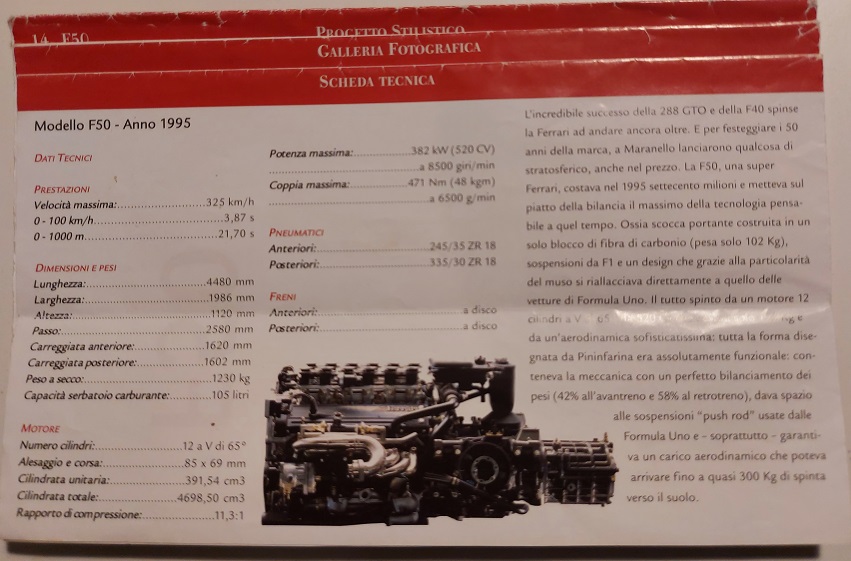 14 F50
PROGETTO STILISTICO
GALLERIA FOTOGRAFICA
SCHEDA TECNICA
Modello F50 - Anno 1995
DATI TECNICI
PRESTAZIONI
Velocità massima:...325 km/h
0 - 100 km/h...3,87 s
0 - 1000 m...21,70 s
DIMENSIONI E PESI
Lunghezza:...4480 mm
Larghezza:...1986 mm
Altezza:...1120 mm
Passo:...2580 mm
Carreggiata anteriore:...1620 mm
Carreggiata posteriore:...1602 mm
Peso a secco:...1230 kg
Capacità serbatoio carburante:...105 litri
MOTORE
Numero cilindri:...12 a V di 65°
Alesaggio e corsa:...85 x 69 mm
Cilindrata unitaria:...391,54 cm3
Cilindrata totale:...4698,50 cm3
Rapporto di compressione:...11,3:1
Potenza massima:...382 kW (520 CV)
...a 8500 giri/min
Coppia massima:...471 Nm (48 kgm)
...a 6500 g/min
PNEUMATICI
Anteriori:...245/35 ZR 18
Posteriori:...335/30 ZR 18
FRENI
Anteriori:...a disco
Posteriori:...a disco
L'incredibile successo della 288 GTO e della F40 spinse
la Ferrari ad andare ancora oltre. E per festeggiare i 50
anni della marca, a Maranello lanciarono qualcosa di
stratosferico, anche nel prezzo. La F50, una super
Ferrari, costava nel 1995 settecento milioni e metteva sul
piatto della bilancia il massimo della tecnologia pensa-
bile a quel tempo. Ossia scocca portante costruita in un
solo blocco di fibra di carbonio (pesa solo 102 Kg),
sospensioni da F1 e un design che grazie alla particolarità
del muso si riallacciava direttamente a quello delle
vetture di Formula Uno. Il tutto spinto da un motore 12
cilindri a V 65 e
da un'aerodinamica sofisticatissima: tutta la forma dise-
gnata da Pininfarina era assolutamente funzionale: con-
teneva la meccanica con un perfetto bilanciamento dei
pesi (42% all'avantreno e 58% al retrotreno), dava spazio
alle sospensioni "push rod" usate dalle
Formula Uno e - soprattutto - garanti-
va un carico aerodinamico che poteva
arrivare fino a quasi 300 Kg di spinta
verso il suolo.